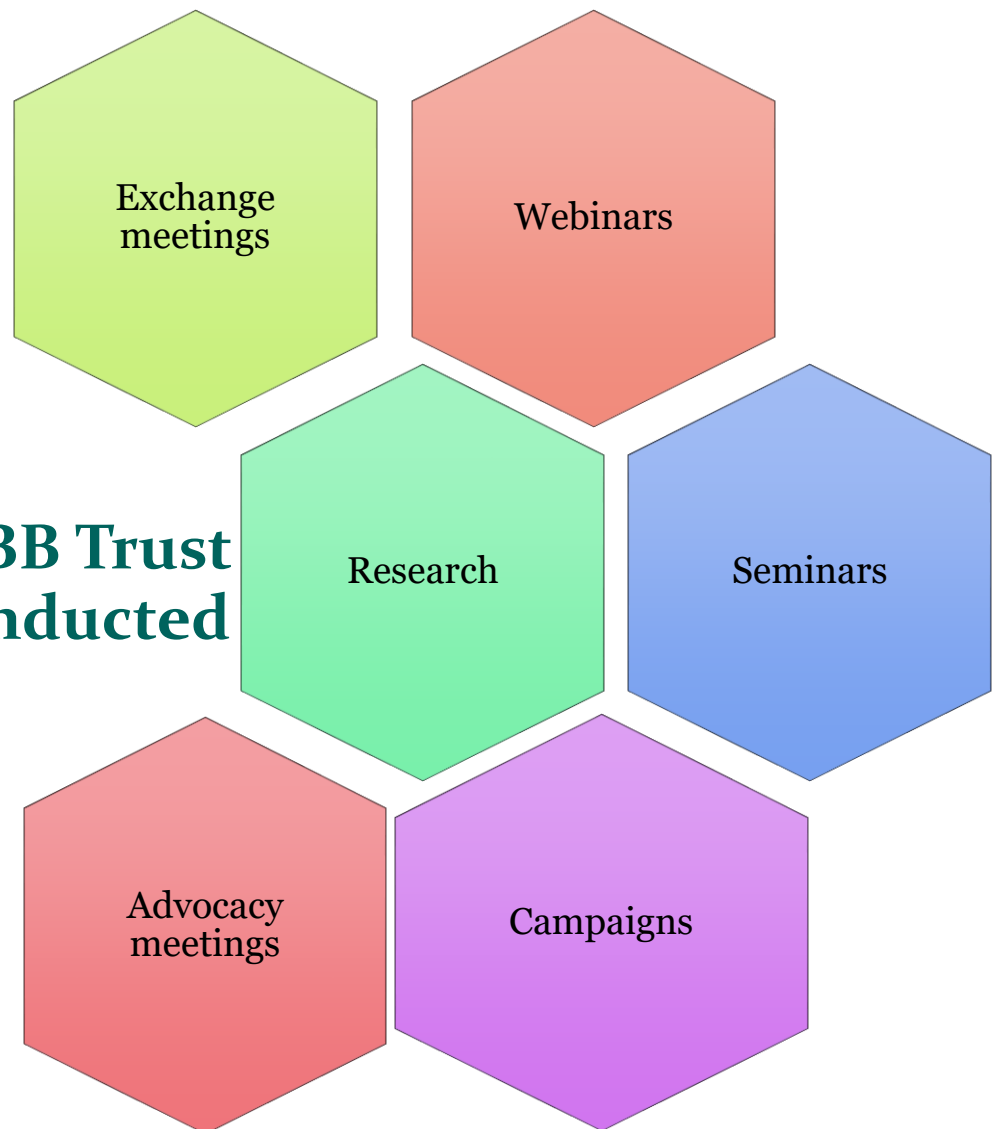 Exchange
meetings
Webinars
BB Trust
nducted
Research
Seminars
Advocacy
meetings
Campaigns